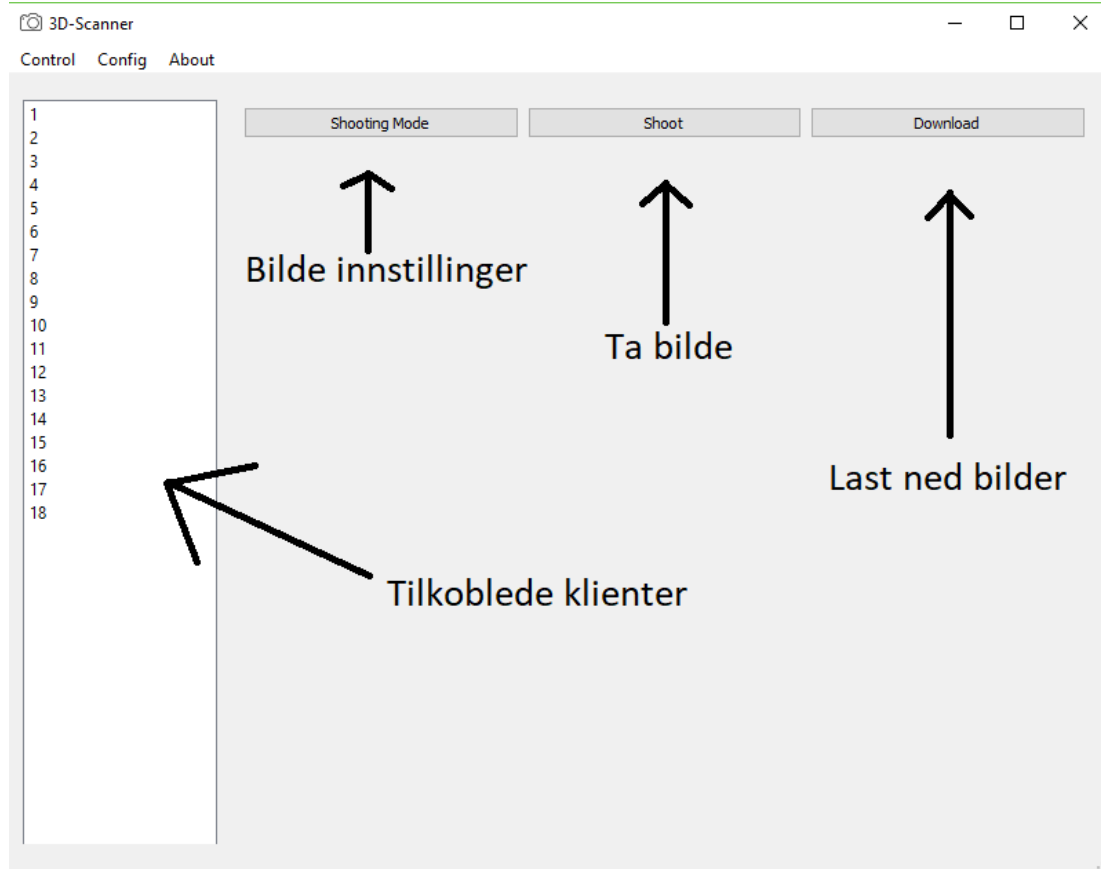 3D-Scanner
Control Config About
1
2
3
4
5
6
7
8
9
10
11
12
13
14
15
16
17
18
Shooting Mode
Shoot
Download
Bilde innstillinger
Ta bilde
Last ned bilder
Tilkoblede klienter